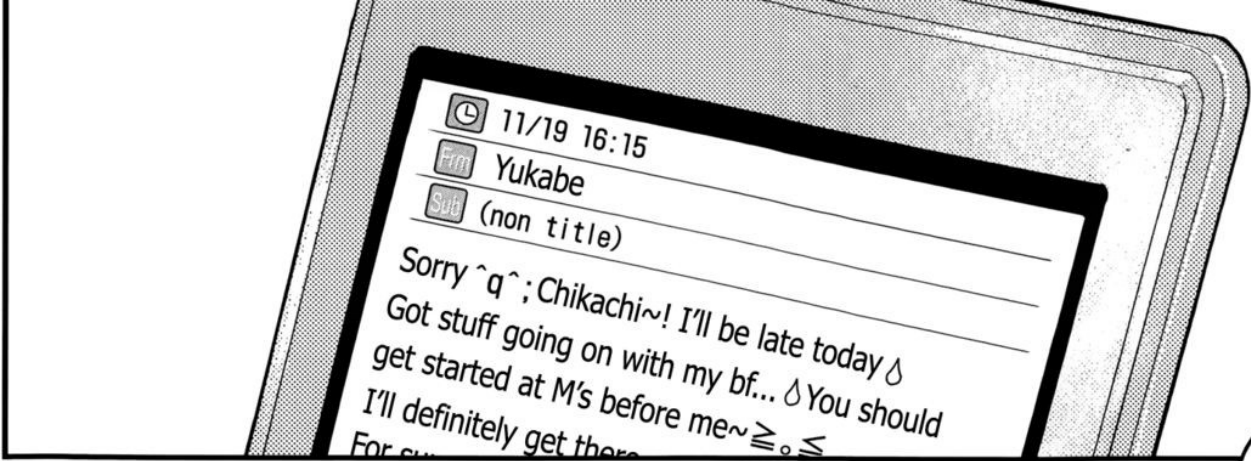 11/19 16:15
Frm Yukabe
Sub (non title)
Sorry ^q^; Chikachi~! I'll be late today💧
Got stuff going on with my bf... 💧You should
get started at M's before me~≧。≦
I'll definitely get there
For